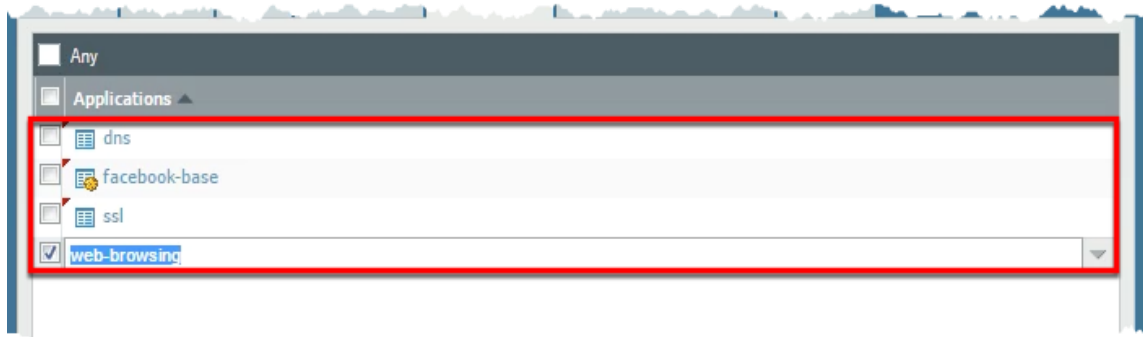 Any
Applications
dns
facebook-base
ssl
web-browsing